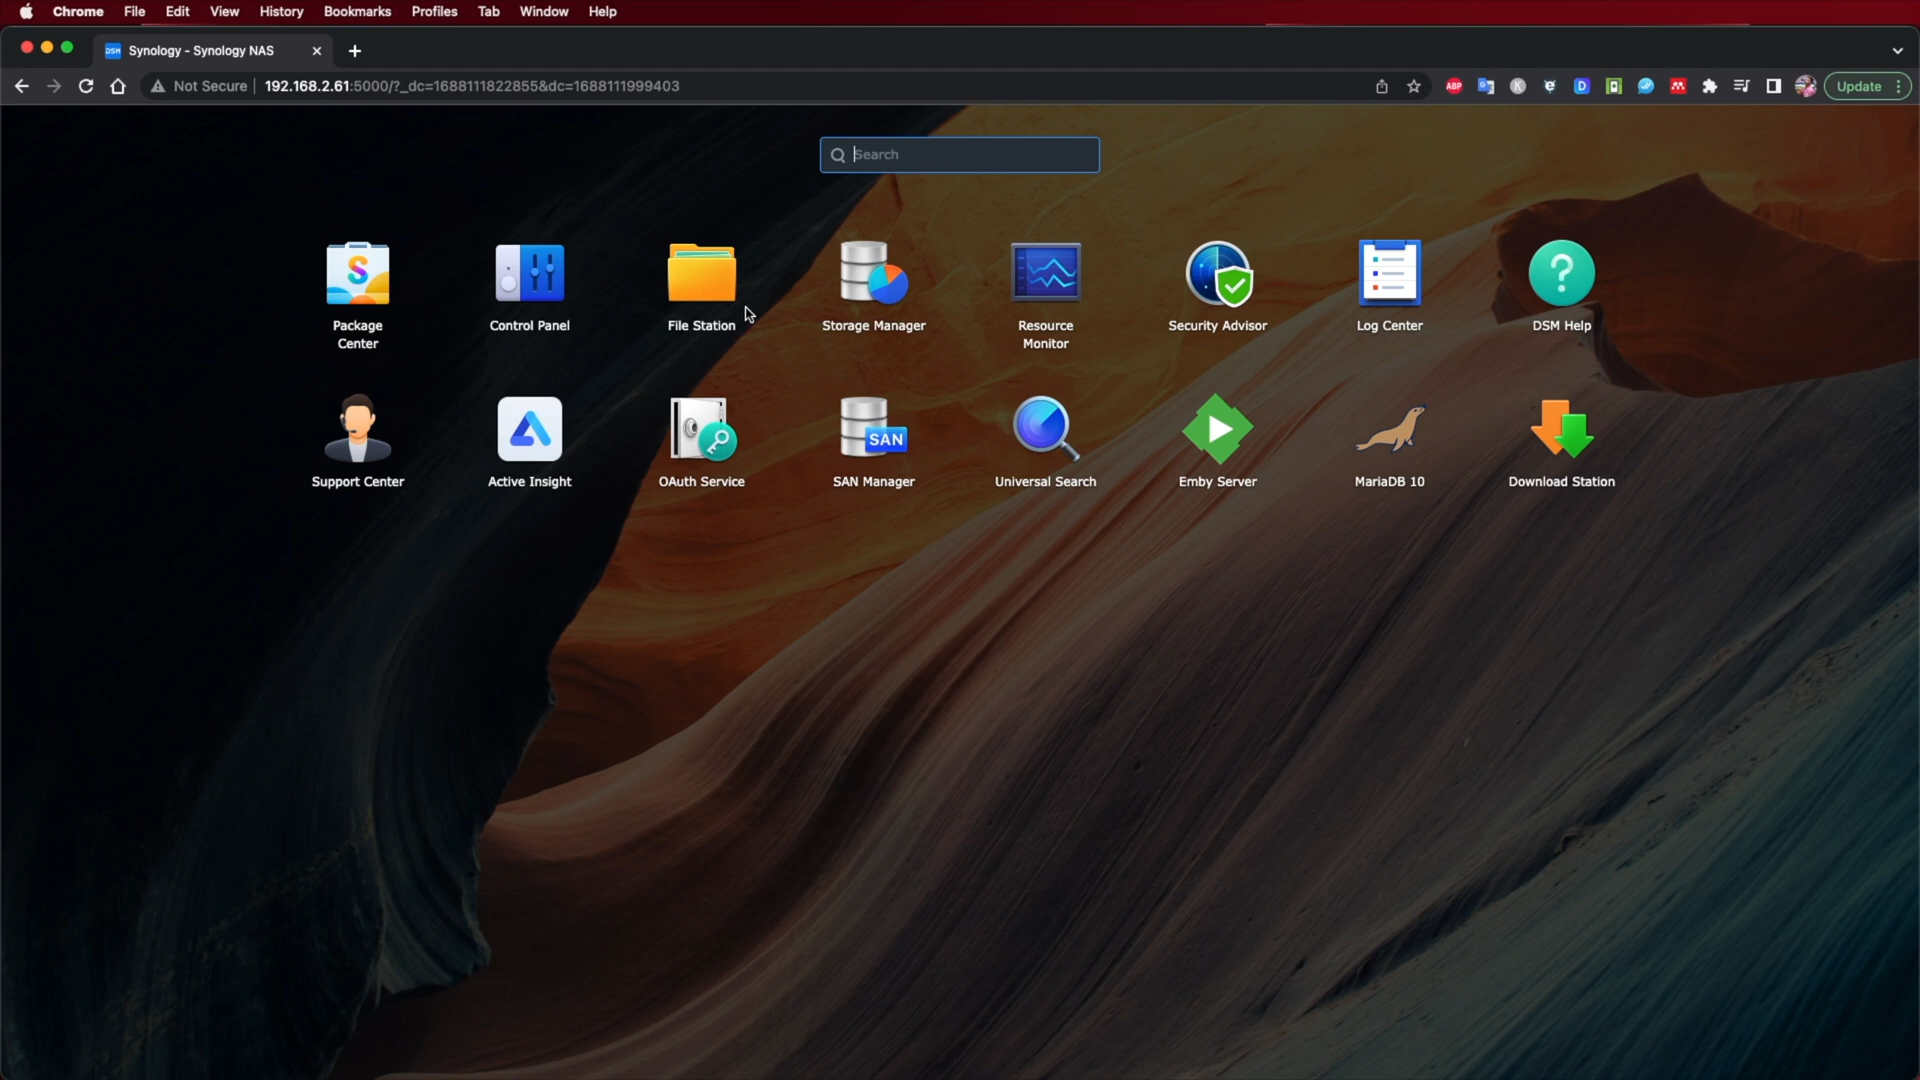 Chrome File Edit View History Bookmarks Profiles Tab Window Help
DSM Synology - Synology NAS
Not Secure 192.168.2.61:5000/?_dc=1688111822855&dc=1688111999403
ABP K D Update
Search
S
?
Package Center
Control Panel
File Station
Storage Manager
Resource Monitor
Security Advisor
Log Center
DSM Help
SAN
Support Center
Active Insight
OAuth Service
SAN Manager
Universal Search
Emby Server
MariaDB 10
Download Station